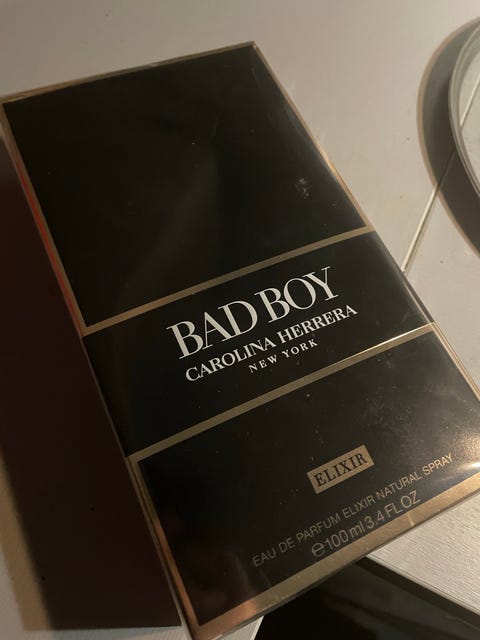 BAD BOY
CAROLINA HERRERA
NEW YORK
ELIXIR
EAU DE PARFUM ELIXIR NATURAL SPRAY
℮100ml 3.4 FL OZ